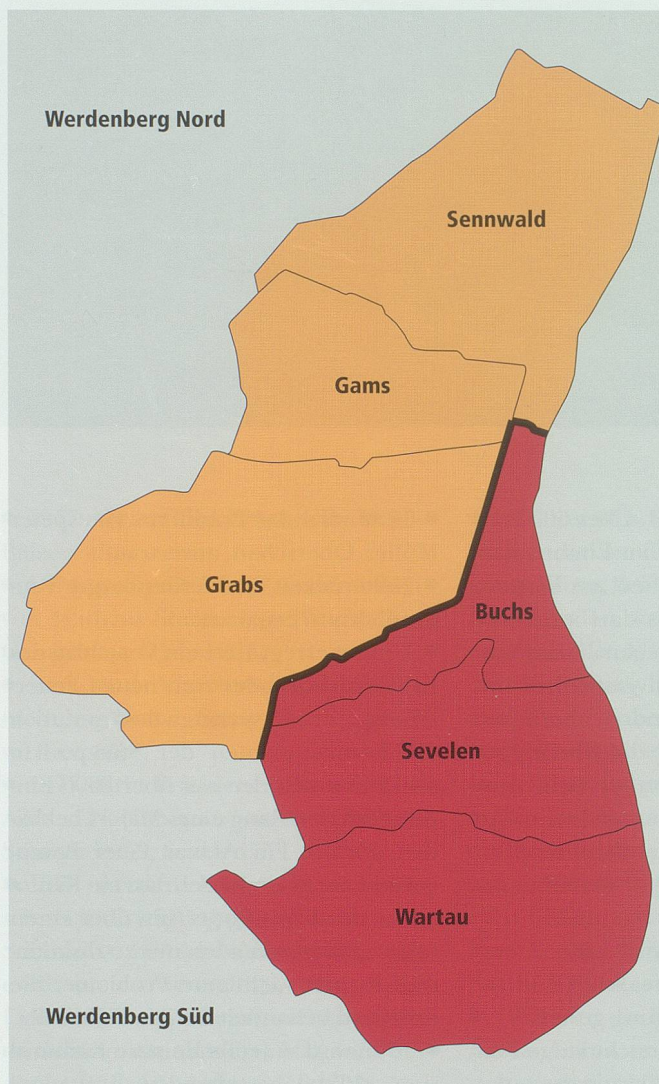 Werdenberg Nord
Sennwald
Gams
Grabs
Buchs
Sevelen
Wartau
Werdenberg Süd